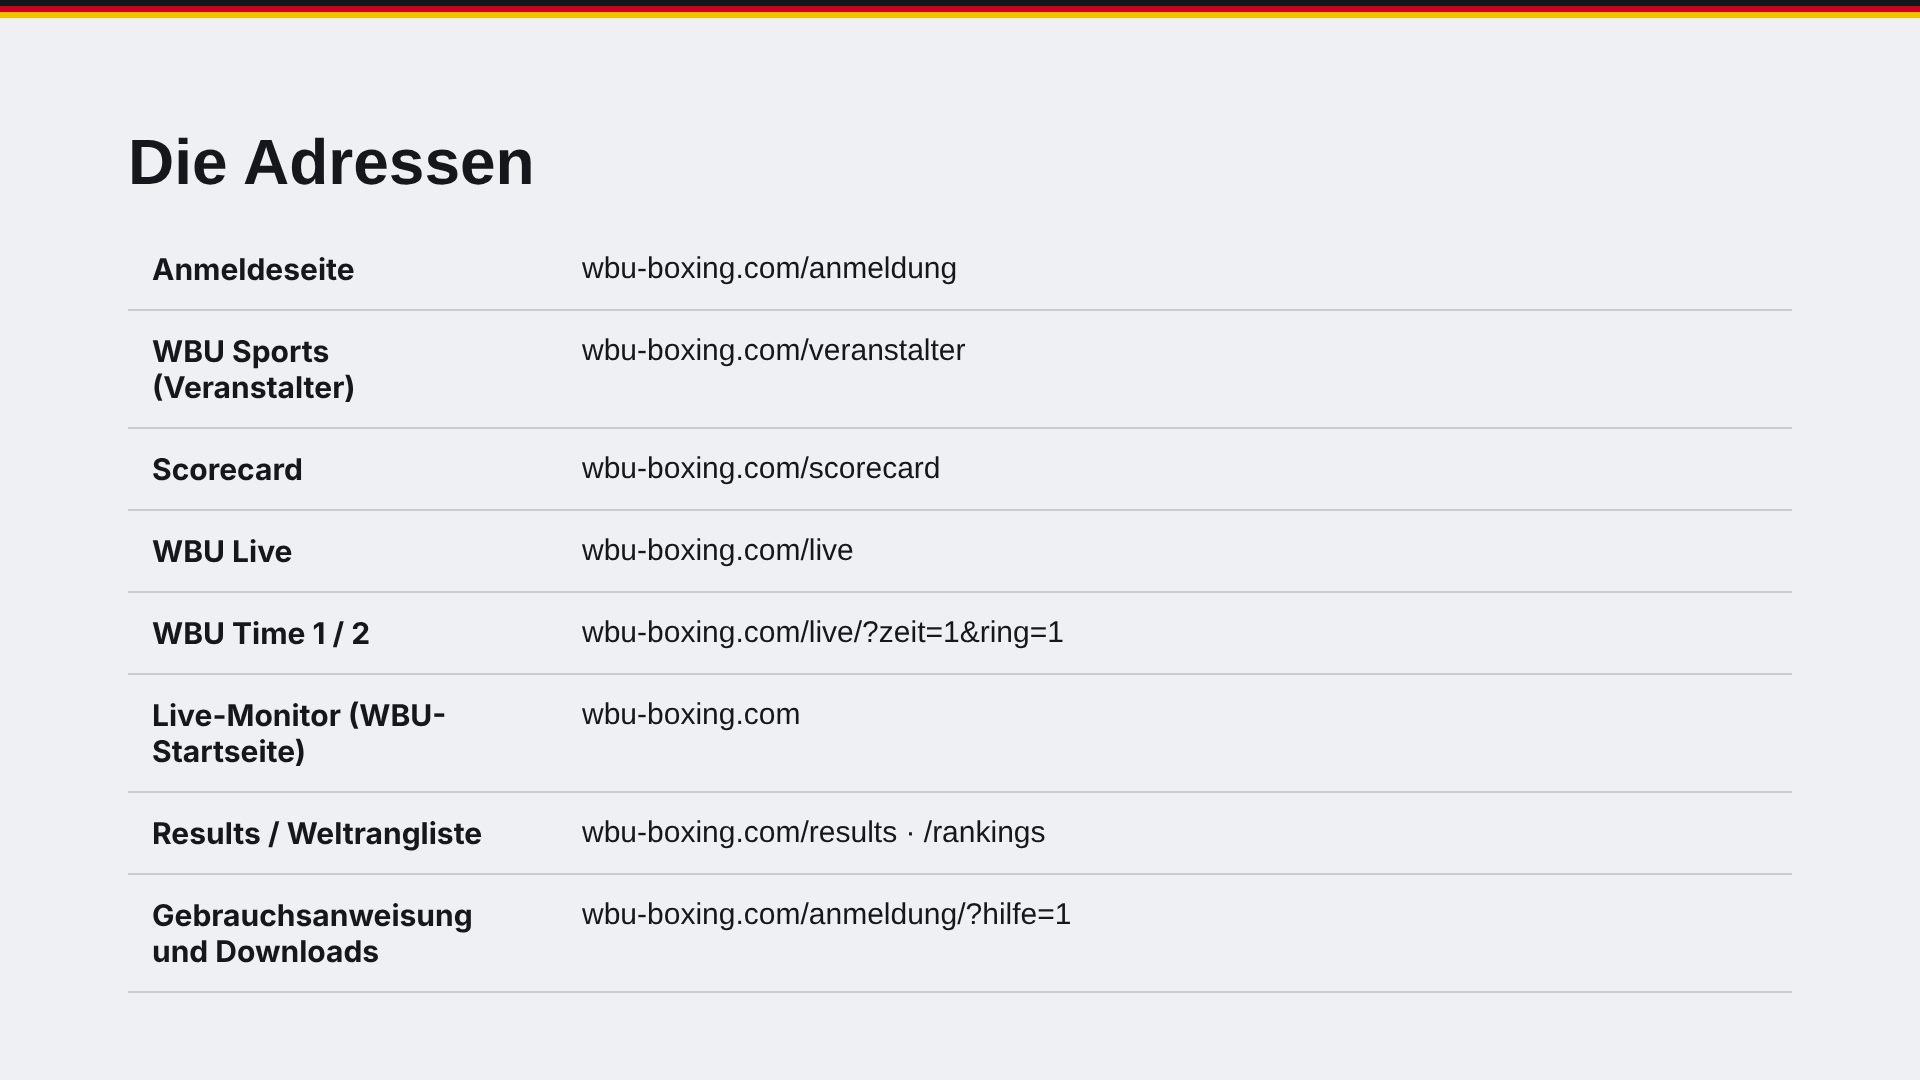 Die Adressen
Anmeldeseite wbu-boxing.com/anmeldung
WBU Sports wbu-boxing.com/veranstalter
(Veranstalter)
Scorecard wbu-boxing.com/scorecard
WBU Live wbu-boxing.com/live
WBU Time 1 / 2 wbu-boxing.com/live/?zeit=1&ring=1
Live-Monitor (WBU- wbu-boxing.com
Startseite)
Results / Weltrangliste wbu-boxing.com/results · /rankings
Gebrauchsanweisung wbu-boxing.com/anmeldung/?hilfe=1
und Downloads